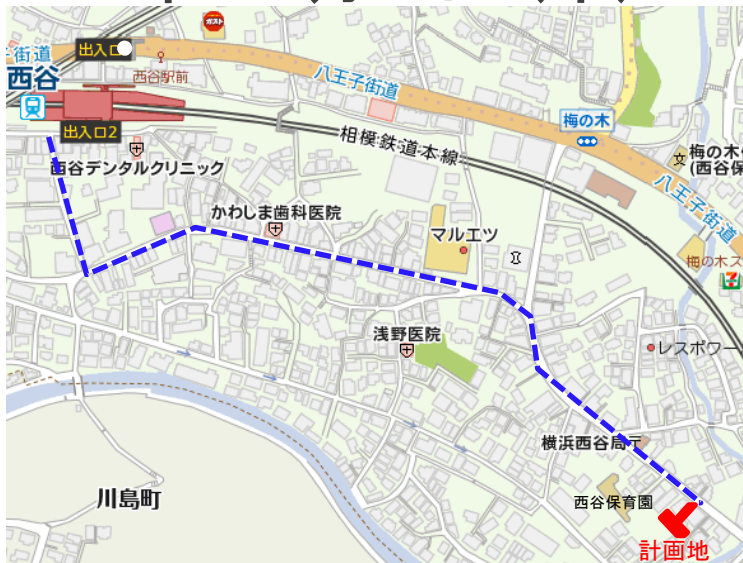 ガスト
出入口
子街道
西谷駅前
西谷
八王子街道
出入口2
梅の木
相模鉄道本線
西谷デンタルクリニック
梅の木
(西谷保
八王子街道
かわしま歯科医院
マルエツ
梅の木ス
浅野医院
レスポワー
横浜西谷局〒
西谷保育園
川島町
計画地